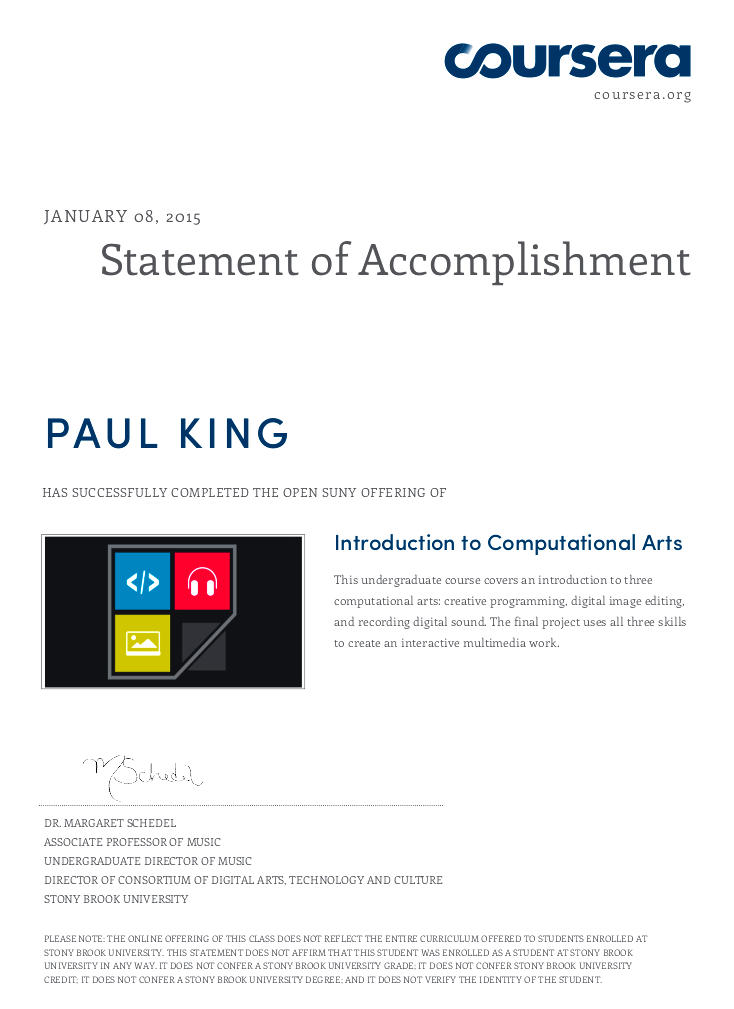 coursera
coursera.org
JANUARY 08, 2015
Statement of Accomplishment
PAUL KING
HAS SUCCESSFULLY COMPLETED THE OPEN SUNY OFFERING OF
Introduction to Computational Arts
This undergraduate course covers an introduction to three
computational arts: creative programming, digital image editing,
and recording digital sound. The final project uses all three skills
to create an interactive multimedia work.
</>
M Schedel
DR. MARGARET SCHEDEL
ASSOCIATE PROFESSOR OF MUSIC
UNDERGRADUATE DIRECTOR OF MUSIC
DIRECTOR OF CONSORTIUM OF DIGITAL ARTS, TECHNOLOGY AND CULTURE
STONY BROOK UNIVERSITY
PLEASE NOTE: THE ONLINE OFFERING OF THIS CLASS DOES NOT REFLECT THE ENTIRE CURRICULUM OFFERED TO STUDENTS ENROLLED AT
STONY BROOK UNIVERSITY. THIS STATEMENT DOES NOT AFFIRM THAT THIS STUDENT WAS ENROLLED AS A STUDENT AT STONY BROOK
UNIVERSITY IN ANY WAY. IT DOES NOT CONFER A STONY BROOK UNIVERSITY GRADE; IT DOES NOT CONFER STONY BROOK UNIVERSITY
CREDIT; IT DOES NOT CONFER A STONY BROOK UNIVERSITY DEGREE; AND IT DOES NOT VERIFY THE IDENTITY OF THE STUDENT.